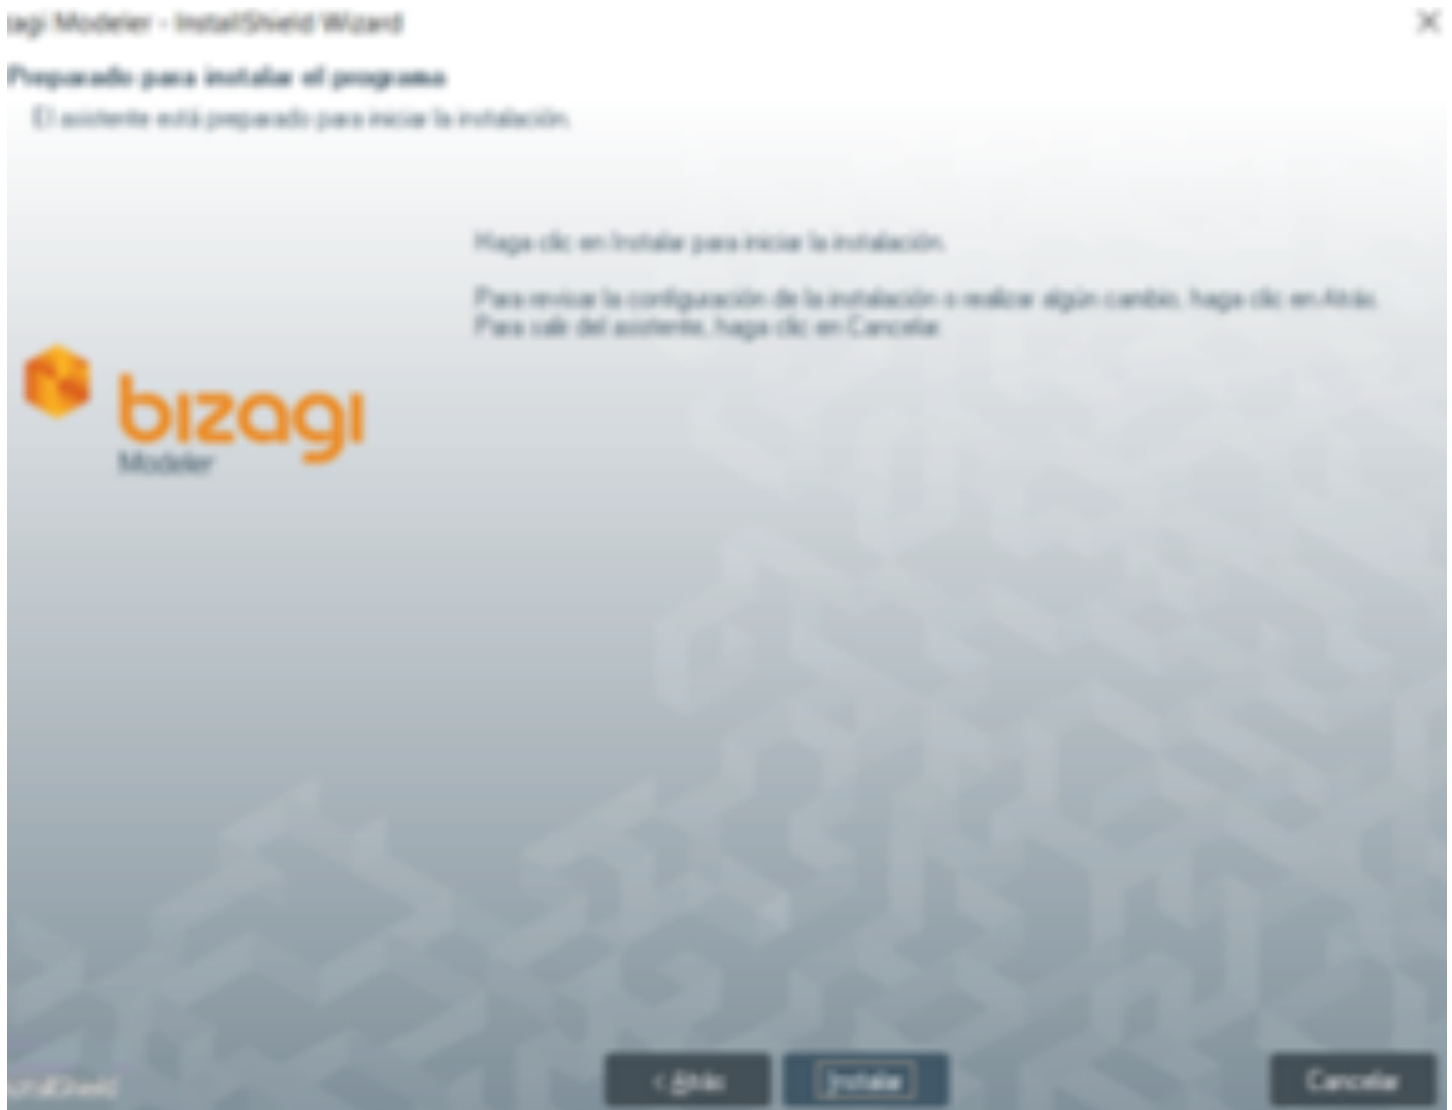 zagi Modeler - InstallShield Wizard
Preparado para instalar el programa
El asistente está preparado para iniciar la instalación.
Haga clic en Instalar para iniciar la instalación.
Para revisar la configuración de la instalación o realizar algún cambio, haga clic en Atrás.
Para salir del asistente, haga clic en Cancelar.
bizagi
Modeler
InstallShield
< Atrás
Instalar
Cancelar